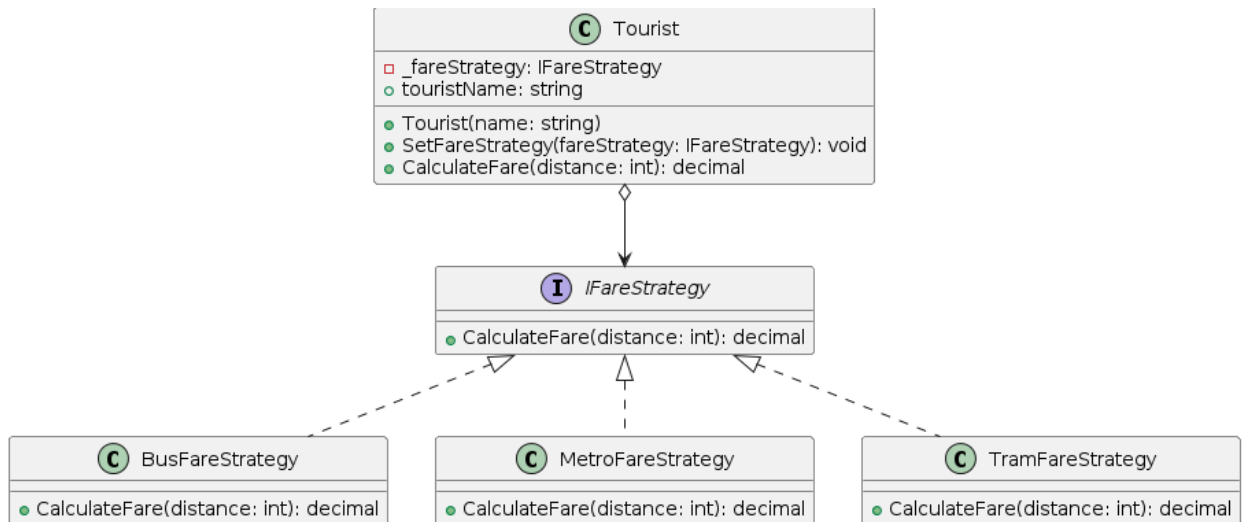 C Tourist
_fareStrategy: IFareStrategy
touristName: string
Tourist(name: string)
SetFareStrategy(fareStrategy: IFareStrategy): void
CalculateFare(distance: int): decimal
I IFareStrategy
CalculateFare(distance: int): decimal
C BusFareStrategy
CalculateFare(distance: int): decimal
C MetroFareStrategy
CalculateFare(distance: int): decimal
C TramFareStrategy
CalculateFare(distance: int): decimal